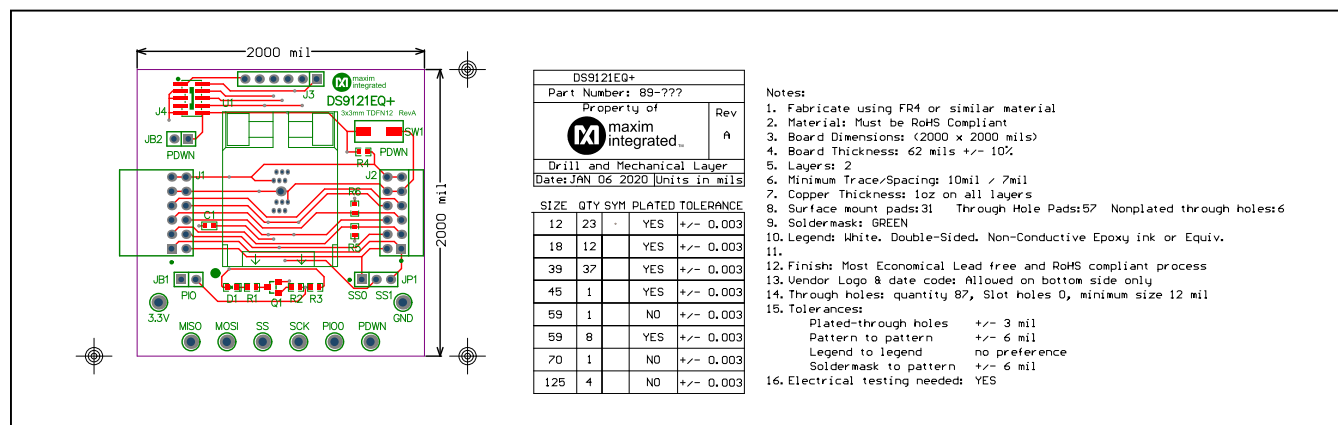 2000 mil
maxim
integrated
J3
U1
DS9121EQ+
J4
3x3mm TDFN12 RevA
SW1
JB2
PDWN
PDWN
R4
J1
J2
R6
2000 mil
C1
R5
JB1
PIO
D1 R1
Q1
R2 R3
SS0 SS1
JP1
3.3V
GND
MISO MOSI SS SCK PIO0 PDWN
DS9121EQ+
Part Number: 89-???
Property of
Rev
maxim
integrated™
A
Drill and Mechanical Layer
Date:JAN 06 2020 Units in mils
SIZE QTY SYM PLATED TOLERANCE
12 23 YES +/- 0.003
18 12 YES +/- 0.003
39 37 YES +/- 0.003
45 1 YES +/- 0.003
59 1 NO +/- 0.003
59 8 YES +/- 0.003
70 1 NO +/- 0.003
125 4 NO +/- 0.003
Notes:
1. Fabricate using FR4 or similar material
2. Material: Must be RoHS Compliant
3. Board Dimensions: (2000 x 2000 mils)
4. Board Thickness: 62 mils +/- 10%
5. Layers: 2
6. Minimum Trace/Spacing: 10mil / 7mil
7. Copper Thickness: 1oz on all layers
8. Surface mount pads:31 Through Hole Pads:57 Nonplated through holes:6
9. Soldermask: GREEN
10. Legend: White. Double-Sided. Non-Conductive Epoxy ink or Equiv.
11.
12. Finish: Most Economical Lead free and RoHS compliant process
13. Vendor Logo & date code: Allowed on bottom side only
14. Through holes: quantity 87, Slot holes 0, minimum size 12 mil
15. Tolerances:
Plated-through holes +/- 3 mil
Pattern to pattern +/- 6 mil
Legend to legend no preference
Soldermask to pattern +/- 6 mil
16. Electrical testing needed: YES